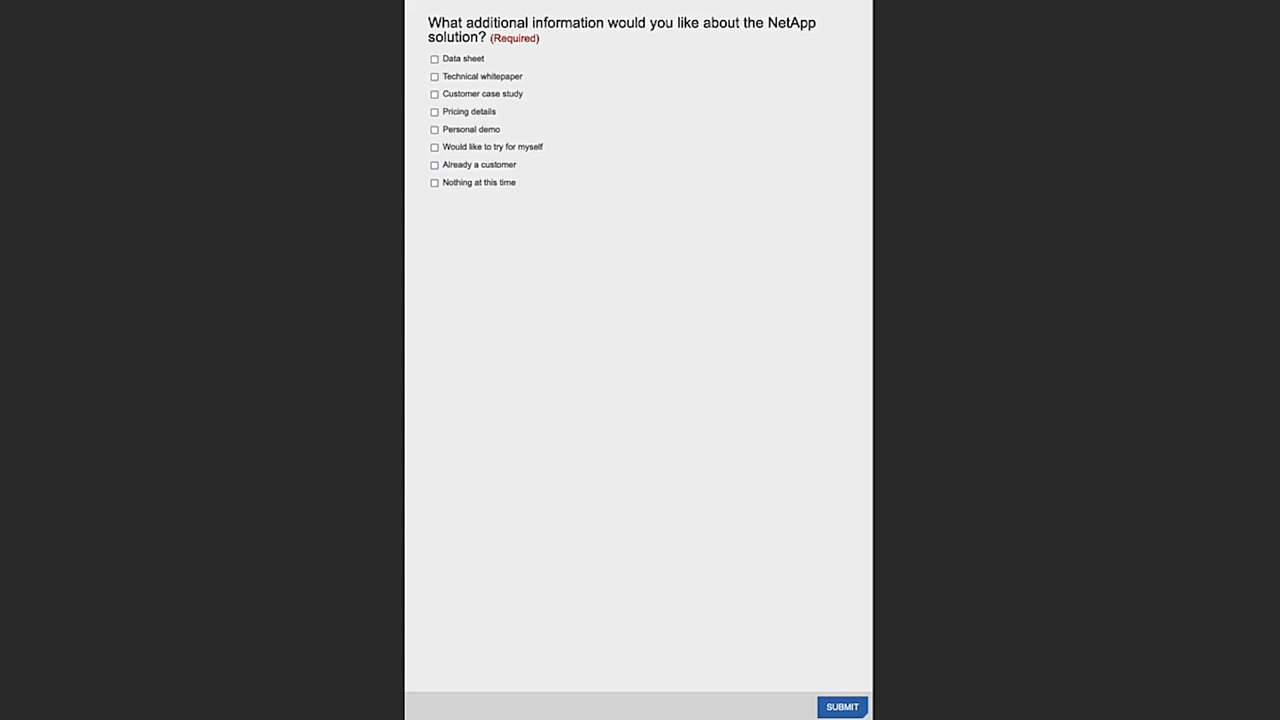 What additional information would you like about the NetApp
solution? (Required)
Data sheet
Technical whitepaper
Customer case study
Pricing details
Personal demo
Would like to try for myself
Already a customer
Nothing at this time
SUBMIT